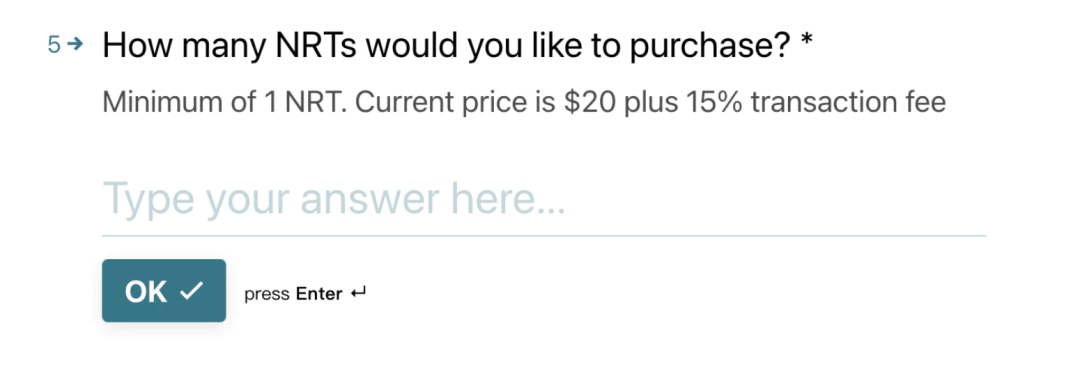 5→ How many NRTs would you like to purchase? *
Minimum of 1 NRT. Current price is $20 plus 15% transaction fee
Type your answer here...
OK ✓ press Enter ↵